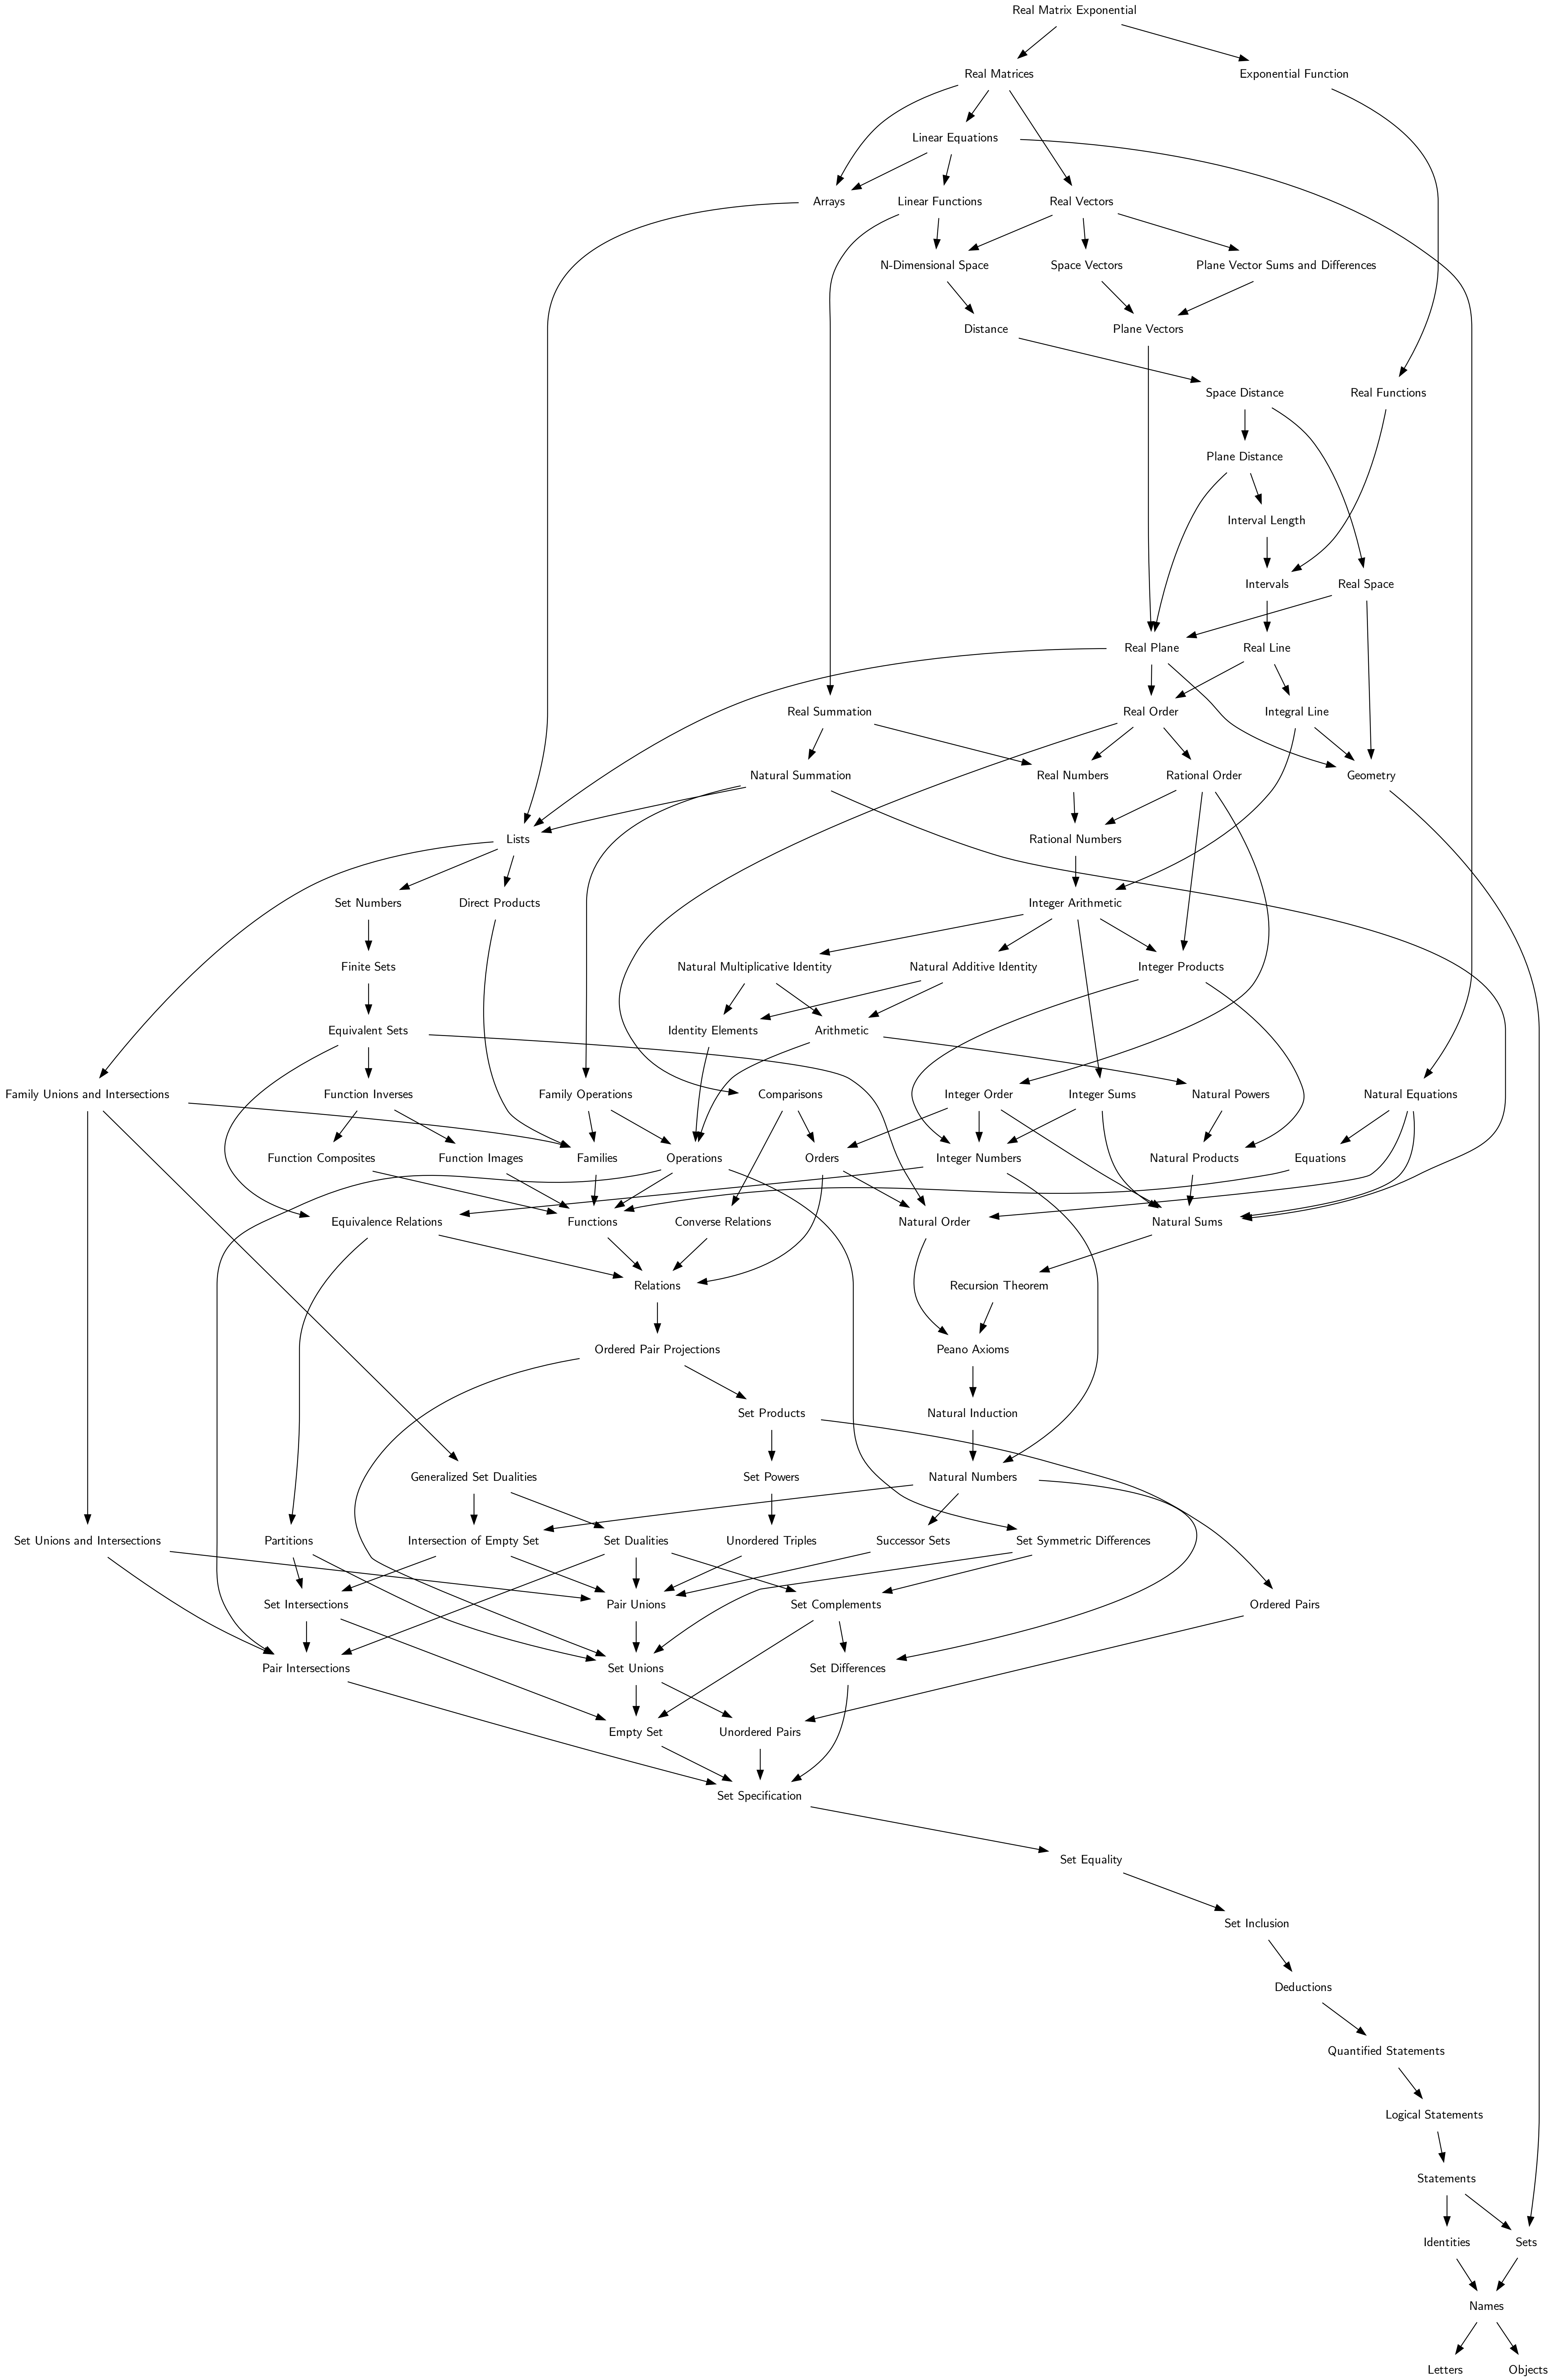 Real Matrix Exponential
Real Matrices
Exponential Function
Linear Equations
Arrays
Linear Functions
Real Vectors
N-Dimensional Space
Space Vectors
Plane Vector Sums and Differences
Distance
Plane Vectors
Space Distance
Real Functions
Plane Distance
Interval Length
Intervals
Real Space
Real Plane
Real Line
Real Summation
Real Order
Integral Line
Natural Summation
Real Numbers
Rational Order
Geometry
Lists
Rational Numbers
Set Numbers
Direct Products
Integer Arithmetic
Finite Sets
Natural Multiplicative Identity
Natural Additive Identity
Integer Products
Equivalent Sets
Identity Elements
Arithmetic
Family Unions and Intersections
Function Inverses
Family Operations
Comparisons
Integer Order
Integer Sums
Natural Powers
Natural Equations
Function Composites
Function Images
Families
Operations
Orders
Integer Numbers
Natural Products
Equations
Equivalence Relations
Functions
Converse Relations
Natural Order
Natural Sums
Relations
Recursion Theorem
Ordered Pair Projections
Peano Axioms
Set Products
Natural Induction
Generalized Set Dualities
Set Powers
Natural Numbers
Set Unions and Intersections
Partitions
Intersection of Empty Set
Set Dualities
Unordered Triples
Successor Sets
Set Symmetric Differences
Set Intersections
Pair Unions
Set Complements
Ordered Pairs
Pair Intersections
Set Unions
Set Differences
Empty Set
Unordered Pairs
Set Specification
Set Equality
Set Inclusion
Deductions
Quantified Statements
Logical Statements
Statements
Identities
Sets
Names
Letters
Objects